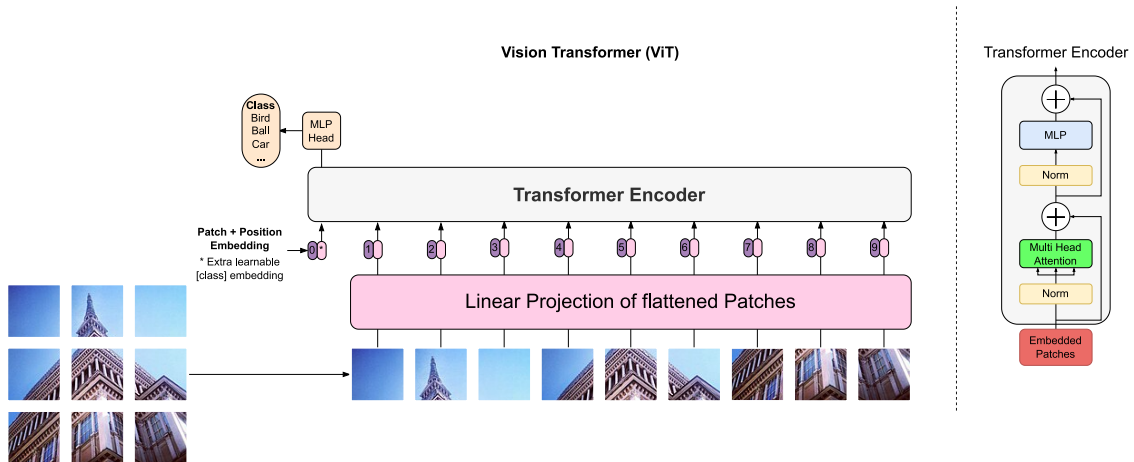 Vision Transformer (ViT)
Transformer Encoder
Class
Bird
Ball
Car
...
MLP
Head
Transformer Encoder
Patch + Position
Embedding
* Extra learnable
[class] embedding
0 * 1 2 3 4 5 6 7 8 9
Linear Projection of flattened Patches
MLP
Norm
Multi Head
Attention
Norm
Embedded
Patches